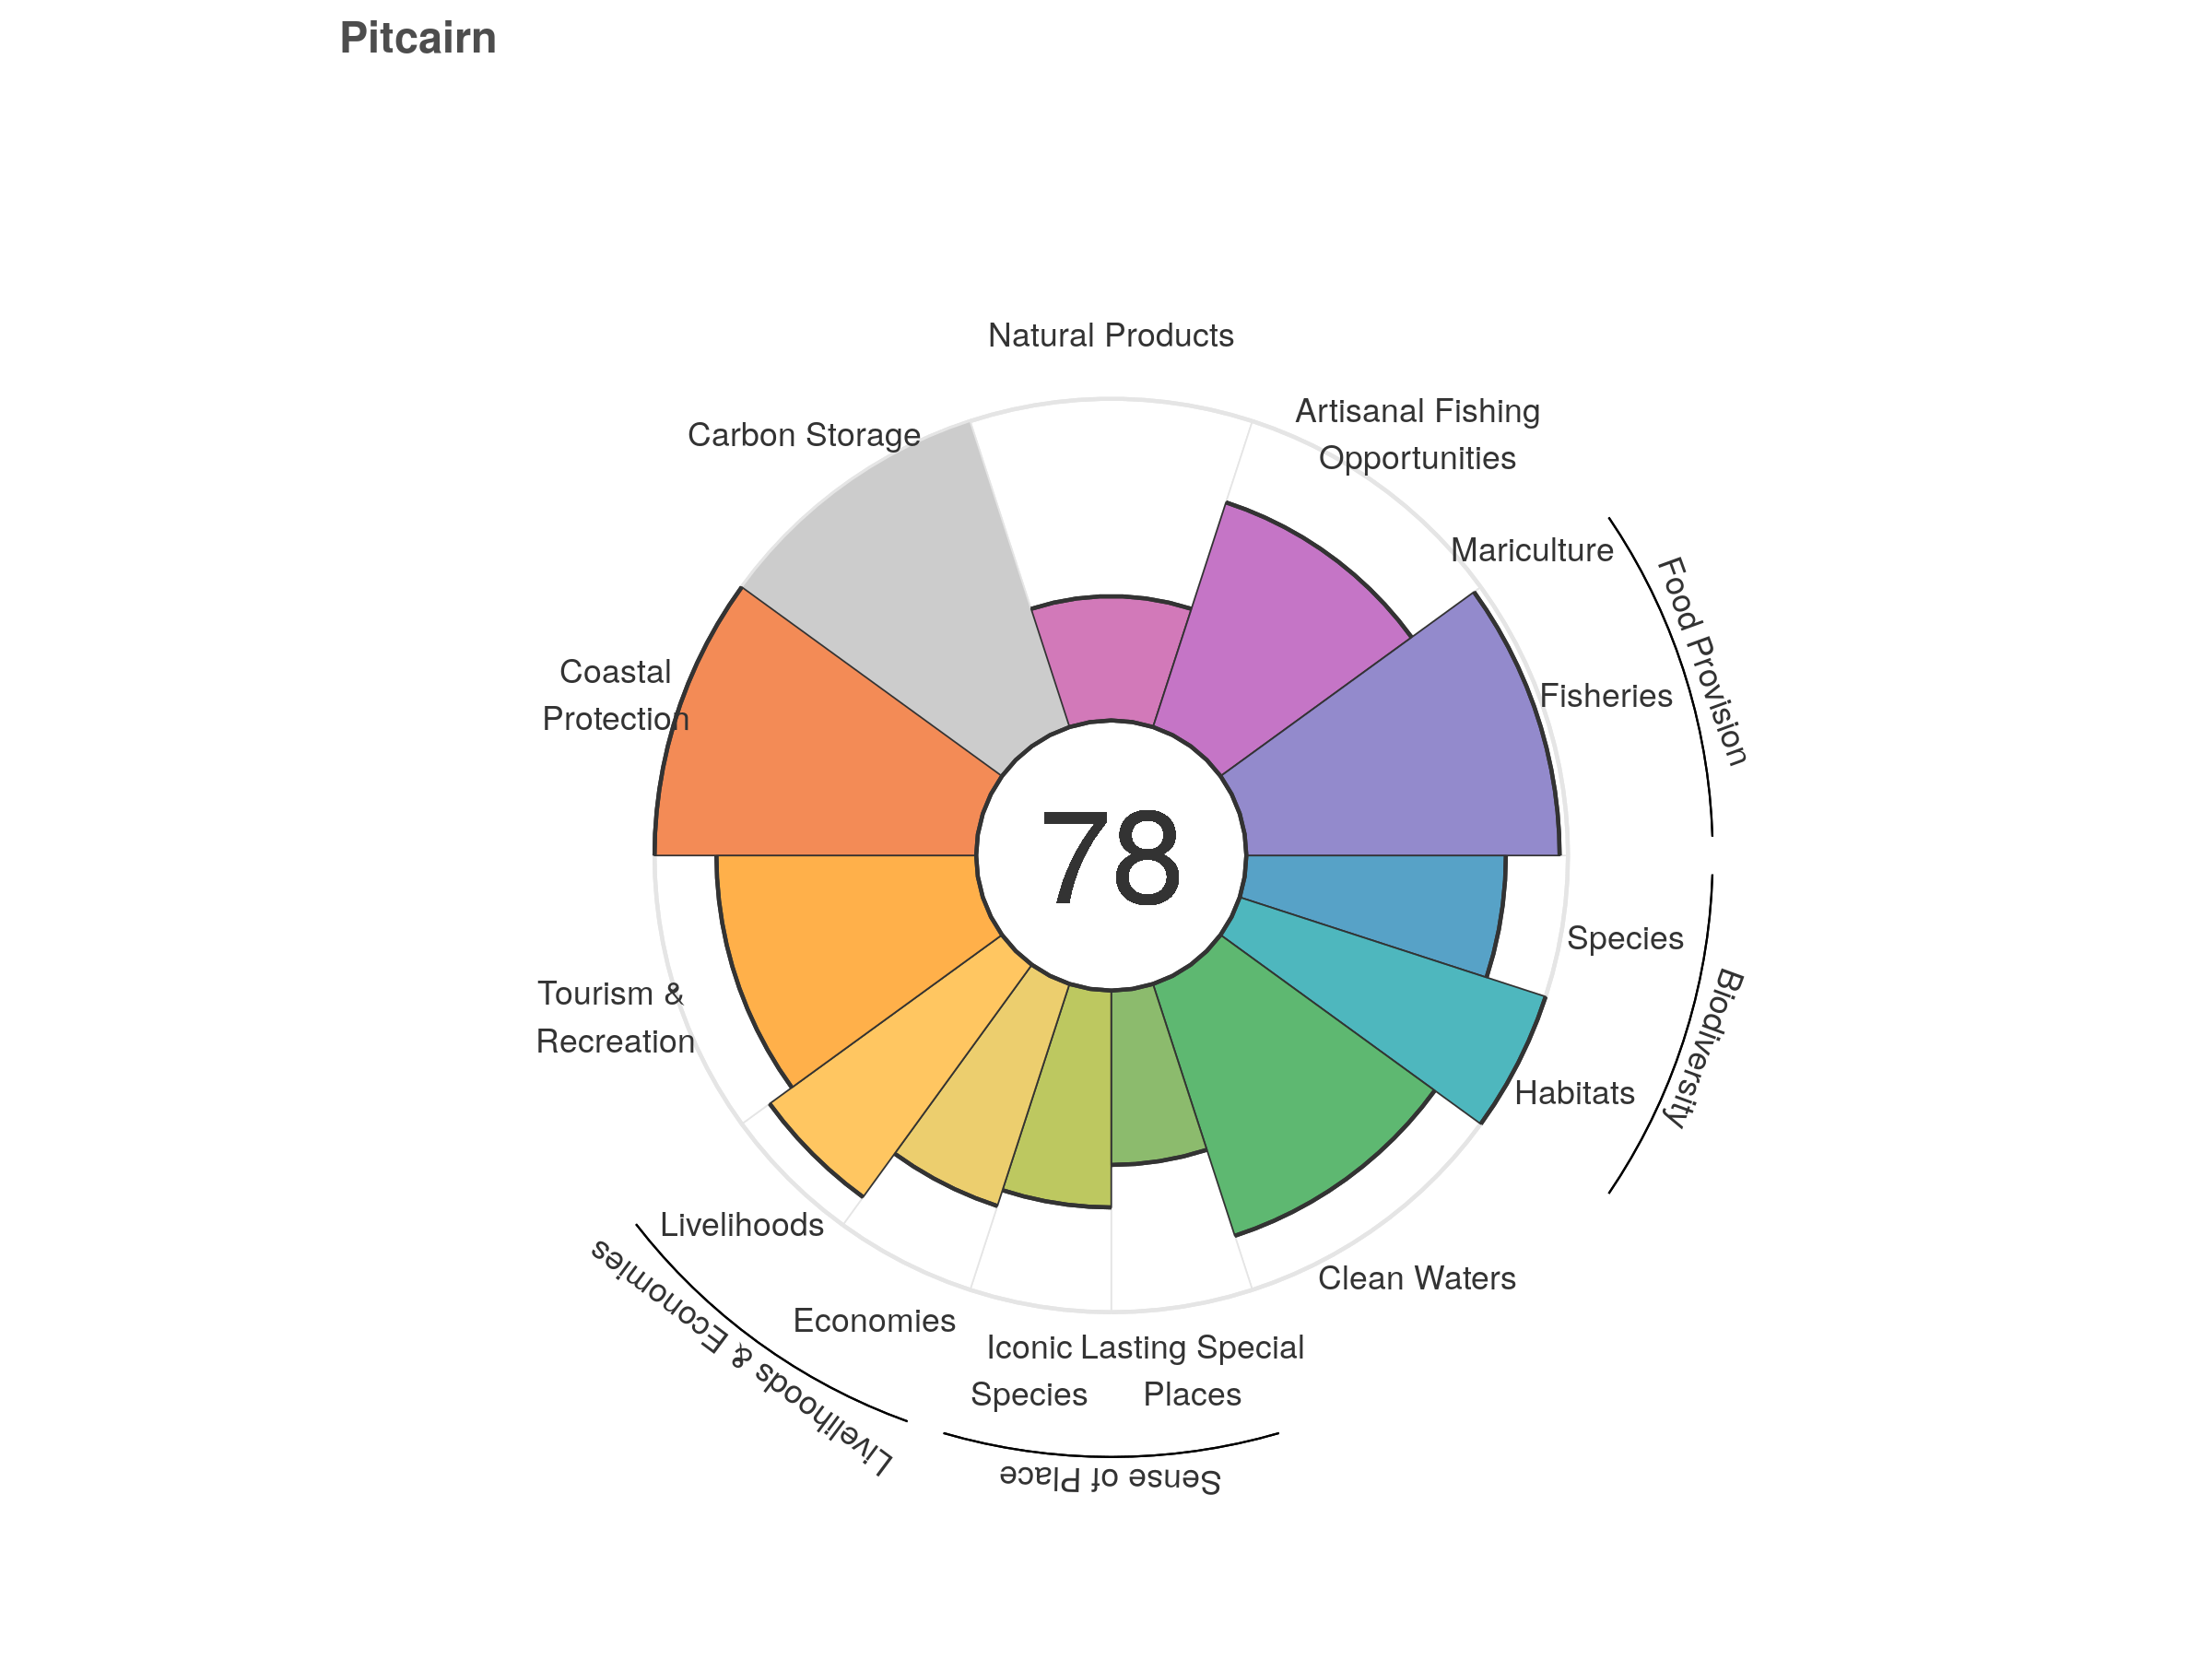 Pitcairn
Natural Products
Artisanal Fishing
Opportunities
Carbon Storage
Mariculture
Food Provision
Fisheries
Coastal
Protection
78
Species
Biodiversity
Habitats
Tourism &
Recreation
Livelihoods
Clean Waters
Economies
Livelihoods & Economies
Iconic
Species
Lasting Special
Places
Sense of Place